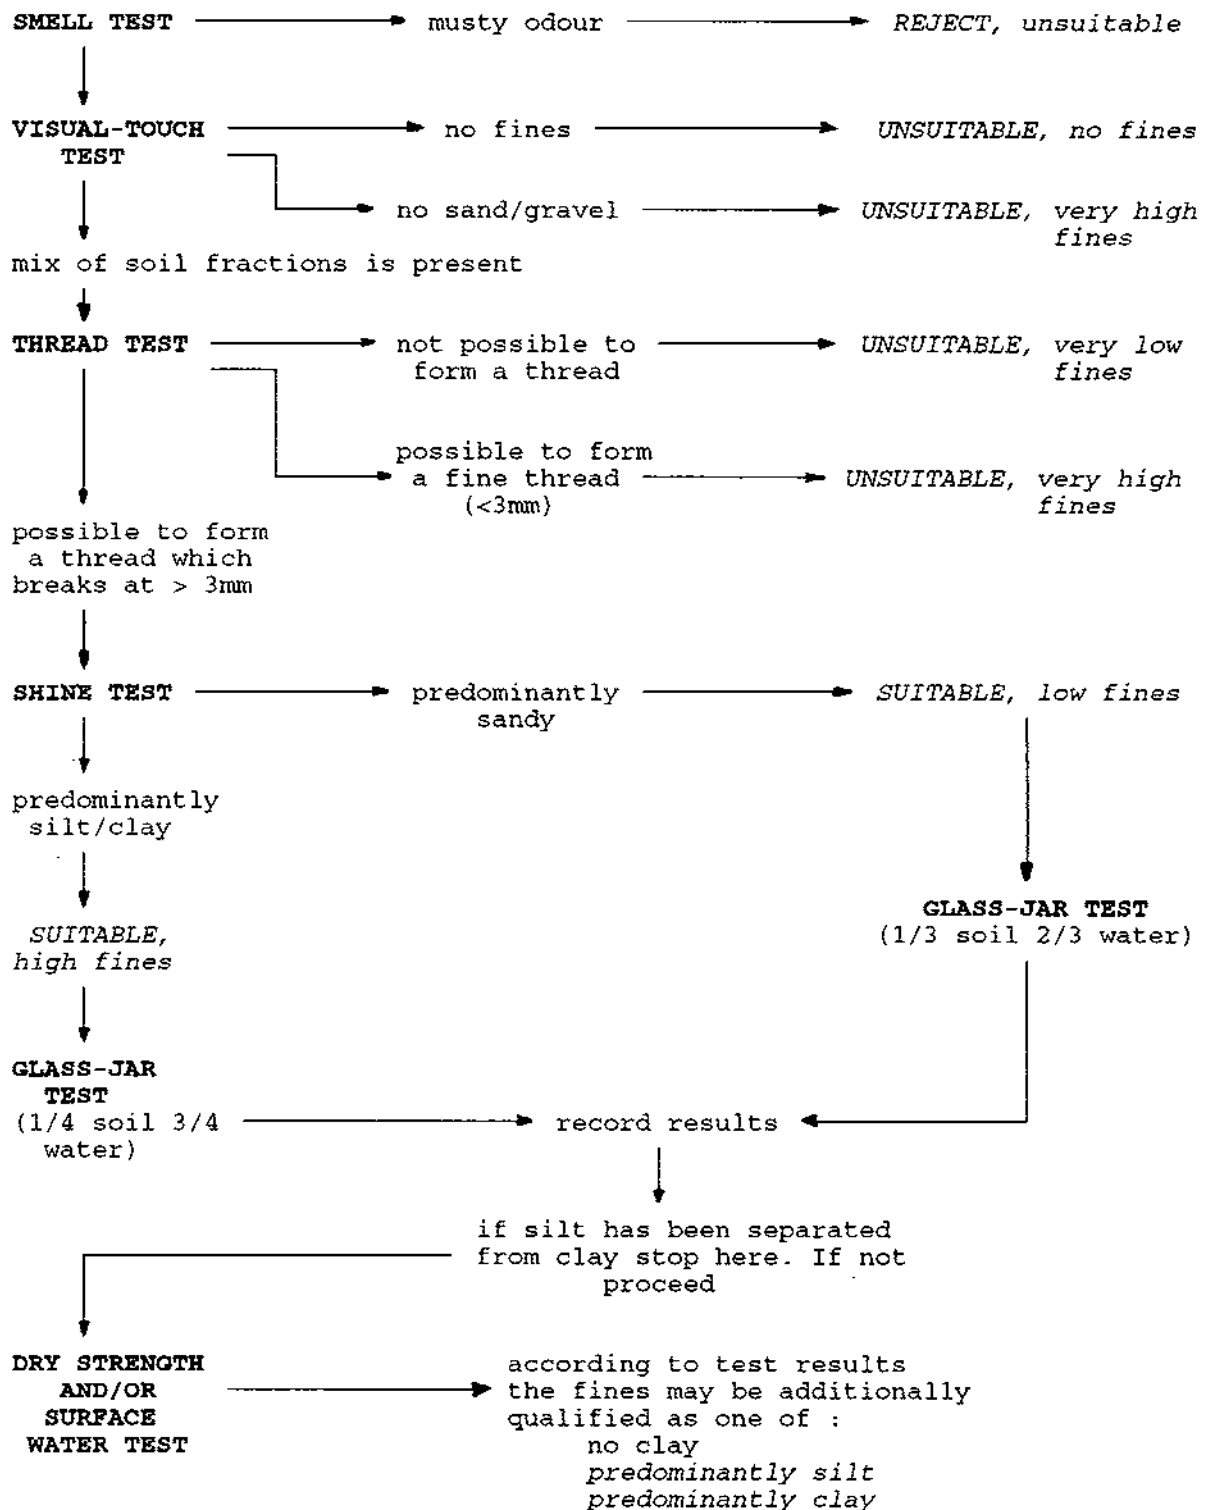 SMELL TEST
musty odour
REJECT, unsuitable
VISUAL-TOUCH
TEST
no fines
UNSUITABLE, no fines
no sand/gravel
UNSUITABLE, very high
fines
mix of soil fractions is present
THREAD TEST
not possible to
form a thread
UNSUITABLE, very low
fines
possible to form
a fine thread
(<3mm)
UNSUITABLE, very high
fines
possible to form
a thread which
breaks at > 3mm
SHINE TEST
predominantly
sandy
SUITABLE, low fines
predominantly
silt/clay
SUITABLE,
high fines
GLASS-JAR TEST
(1/3 soil 2/3 water)
GLASS-JAR
TEST
(1/4 soil 3/4
water)
record results
if silt has been separated
from clay stop here. If not
proceed
DRY STRENGTH
AND/OR
SURFACE
WATER TEST
according to test results
the fines may be additionally
qualified as one of :
no clay
predominantly silt
predominantly clay